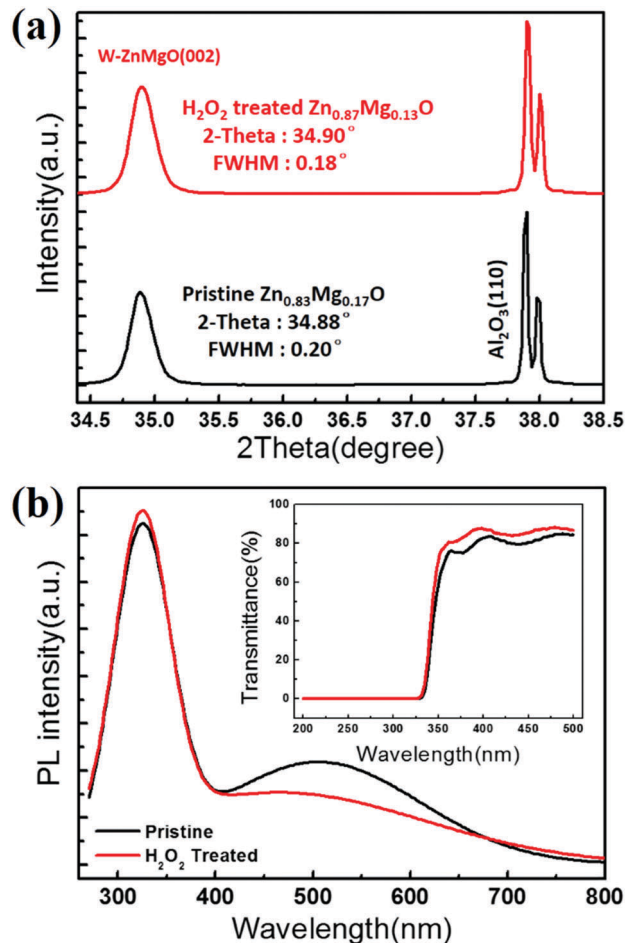 (a)
W-ZnMgO(002)
H₂O₂ treated Zn₀.₈₇Mg₀.₁₃O
2-Theta : 34.90°
FWHM : 0.18°
Pristine Zn₀.₈₃Mg₀.₁₇O
2-Theta : 34.88°
FWHM : 0.20°
Al₂O₃(110)
Intensity(a.u.)
34.5 35.0 35.5 36.0 36.5 37.0 37.5 38.0 38.5
2Theta(degree)
(b)
PL intensity(a.u.)
Transmittance(%)
100
80
60
40
20
0
200 250 300 350 400 450 500
Wavelength(nm)
Pristine
H₂O₂ Treated
300 400 500 600 700 800
Wavelength(nm)